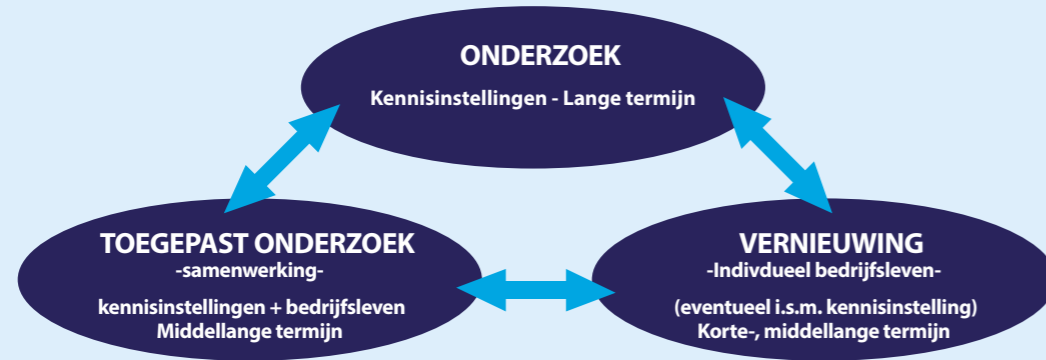 ONDERZOEK
Kennisinstellingen - Lange termijn
TOEGEPAST ONDERZOEK
-samenwerking-
kennisinstellingen + bedrijfsleven
Middellange termijn
VERNIEUWING
-Indivdueel bedrijfsleven-
(eventueel i.s.m. kennisinstelling)
Korte-, middellange termijn